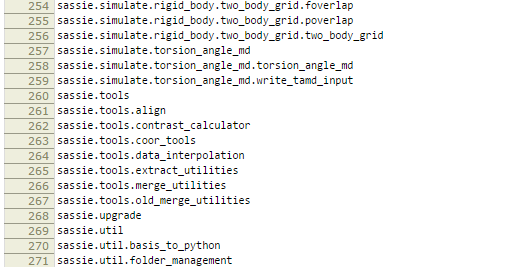 254 sassie.simulate.rigid_body.two_body_grid.foverlap
255 sassie.simulate.rigid_body.two_body_grid.poverlap
256 sassie.simulate.rigid_body.two_body_grid.two_body_grid
257 sassie.simulate.torsion_angle_md
258 sassie.simulate.torsion_angle_md.torsion_angle_md
259 sassie.simulate.torsion_angle_md.write_tamd_input
260 sassie.tools
261 sassie.tools.align
262 sassie.tools.contrast_calculator
263 sassie.tools.coor_tools
264 sassie.tools.data_interpolation
265 sassie.tools.extract_utilities
266 sassie.tools.merge_utilities
267 sassie.tools.old_merge_utilities
268 sassie.upgrade
269 sassie.util
270 sassie.util.basis_to_python
271 sassie.util.folder_management